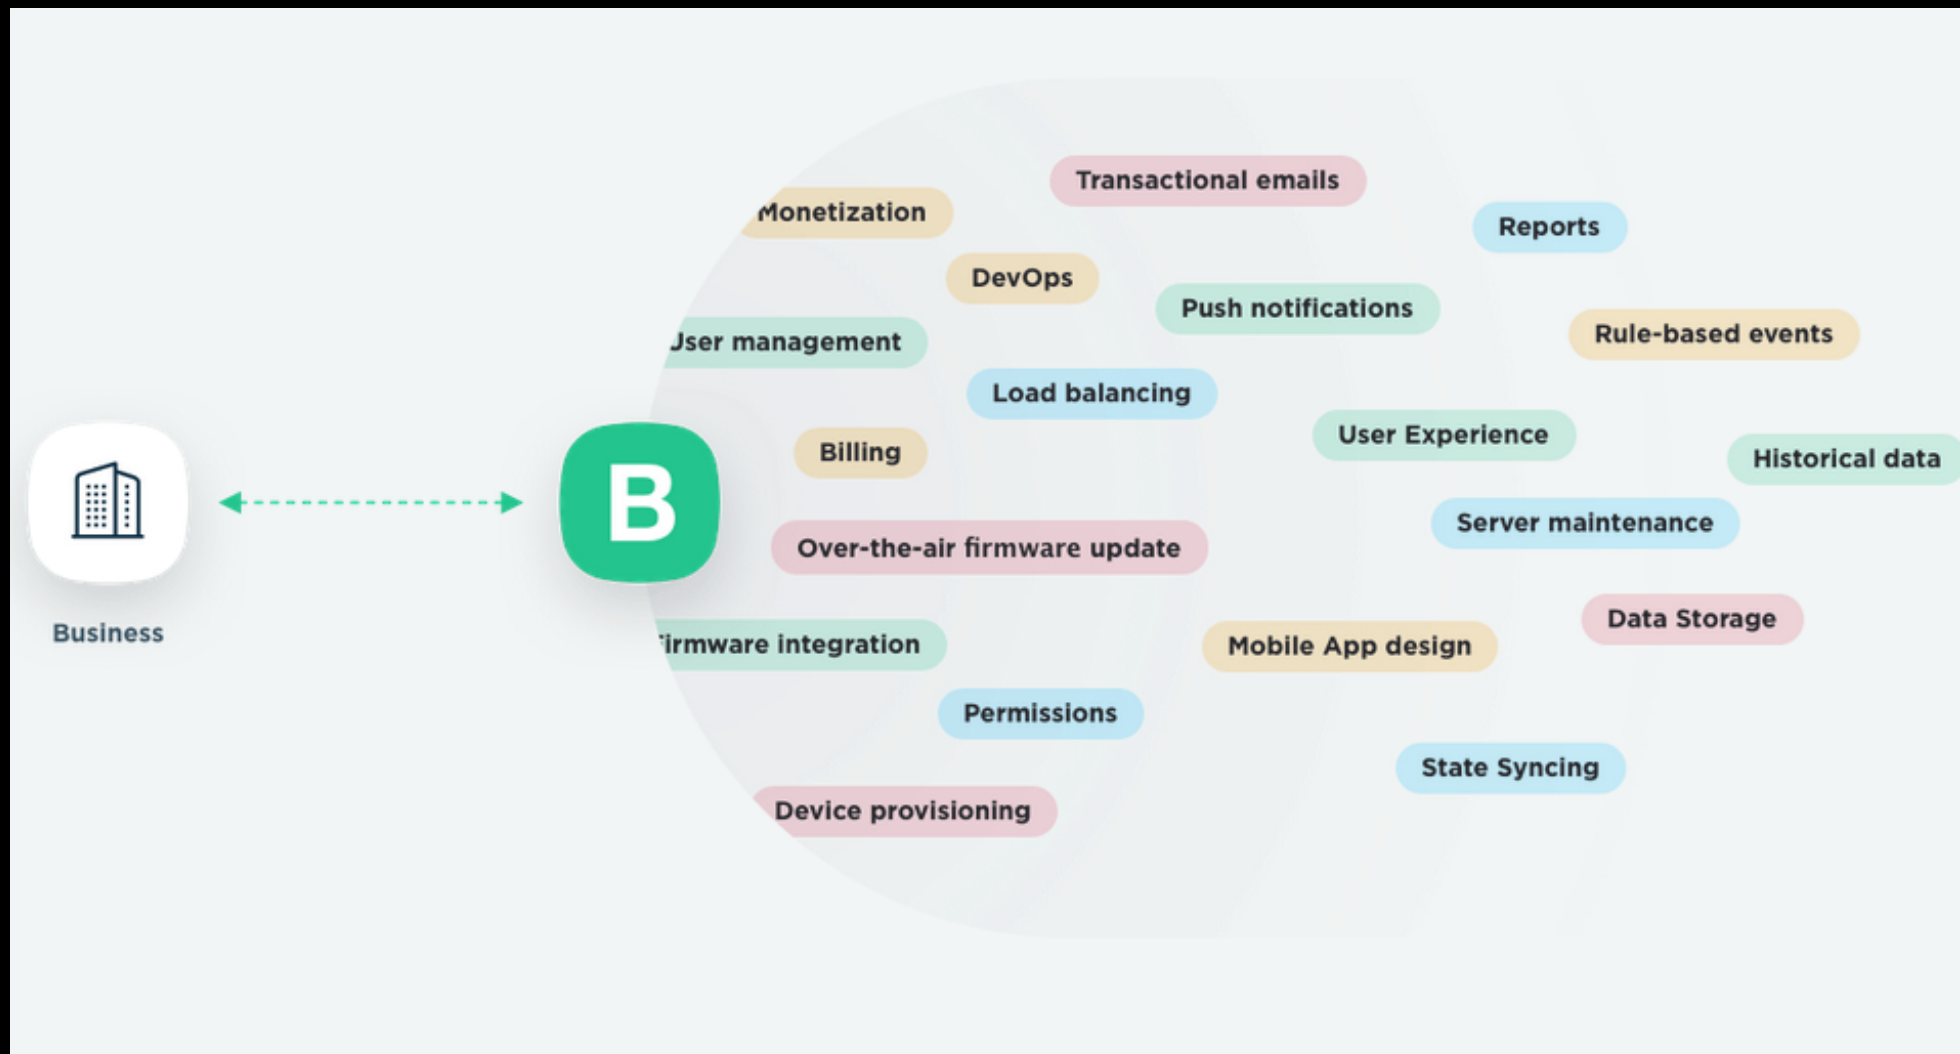 Transactional emails
Monetization
Reports
DevOps
Push notifications
Rule-based events
User management
Load balancing
User Experience
Billing
Historical data
B
Server maintenance
Over-the-air firmware update
Data Storage
Business
Firmware integration
Mobile App design
Permissions
State Syncing
Device provisioning